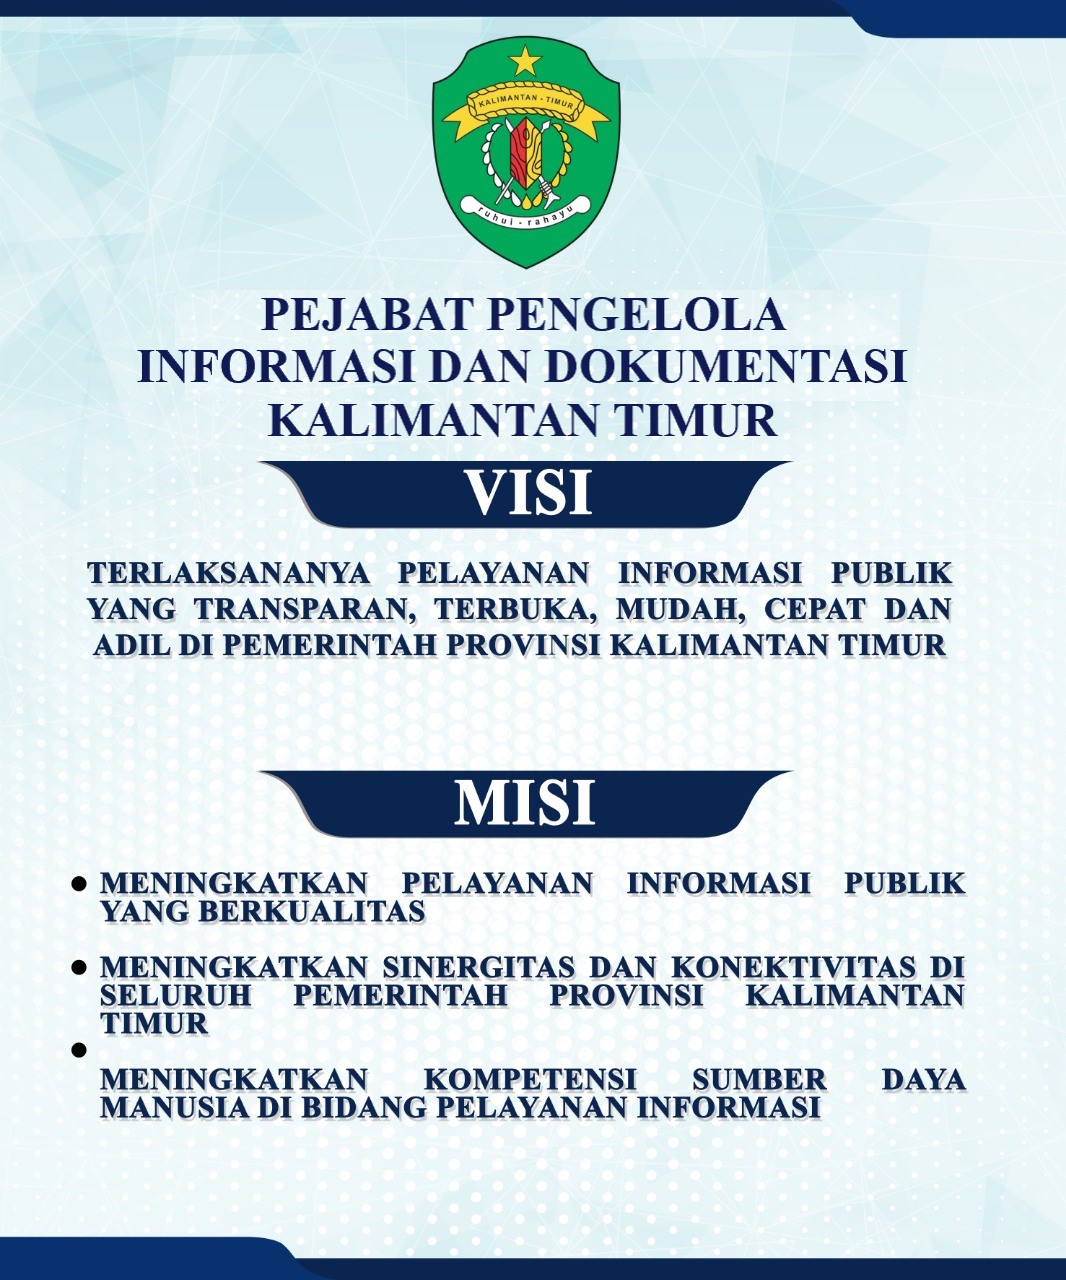 KALIMANTAN - TIMUR
ruhui - rahayu
PEJABAT PENGELOLA
INFORMASI DAN DOKUMENTASI
KALIMANTAN TIMUR
VISI
TERLAKSANANYA PELAYANAN INFORMASI PUBLIK
YANG TRANSPARAN, TERBUKA, MUDAH, CEPAT DAN
ADIL DI PEMERINTAH PROVINSI KALIMANTAN TIMUR
MISI
• MENINGKATKAN PELAYANAN INFORMASI PUBLIK
YANG BERKUALITAS
• MENINGKATKAN SINERGITAS DAN KONEKTIVITAS DI
SELURUH PEMERINTAH PROVINSI KALIMANTAN
TIMUR
•
MENINGKATKAN KOMPETENSI SUMBER DAYA
MANUSIA DI BIDANG PELAYANAN INFORMASI